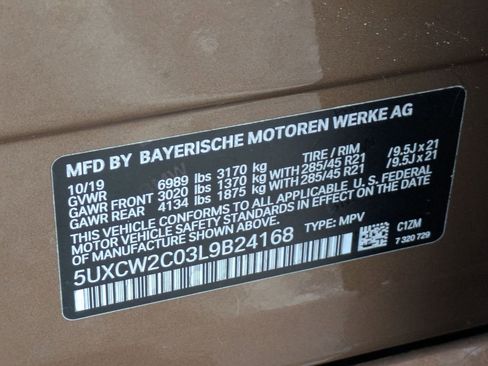 MFD BY BAYERISCHE MOTOREN WERKE AG
10/19 TIRE / RIM
GVWR 6989 lbs 3170 kg
GAWR FRONT 3020 lbs 1370 kg WITH 285/45 R21 /9.5J x 21
GAWR REAR 4134 lbs 1875 kg WITH 285/45 R21 /9.5J x 21
THIS VEHICLE CONFORMS TO ALL APPLICABLE U. S. FEDERAL
MOTOR VEHICLE SAFETY STANDARDS IN EFFECT ON THE DATE
OF MANUFACTURE SHOWN ABOVE.
5UXCW2C03L9B24168 TYPE: MPV C1ZM
7 320 729